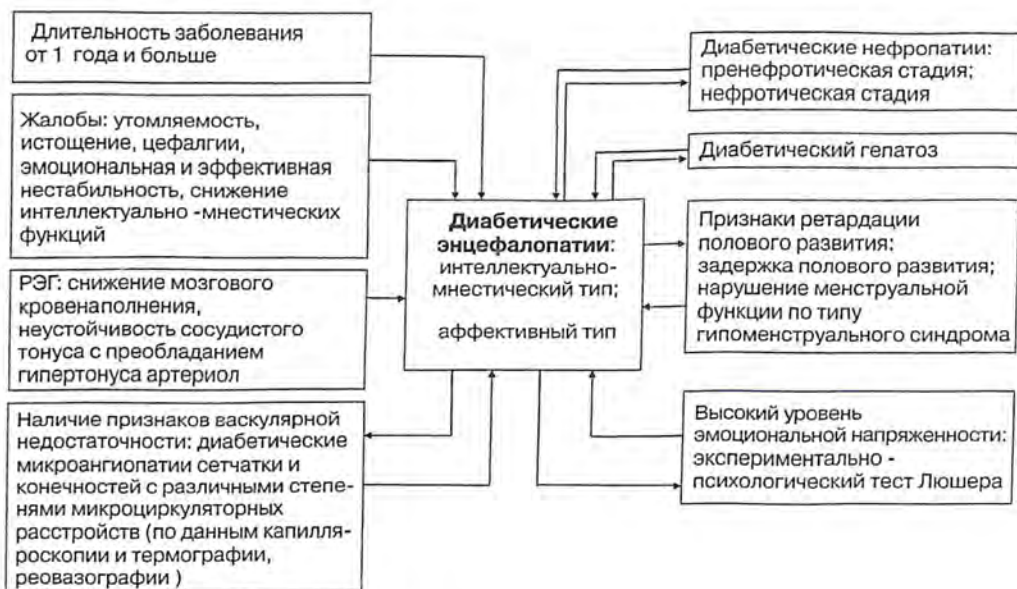 Длительность заболевания
от 1 года и больше
Жалобы: утомляемость,
истощение, цефалгии,
эмоциональная и эффективная
нестабильность, снижение
интеллектуально -мнестических
функций
РЭГ: снижение мозгового
кровенаполнения,
неустойчивость сосудистого
тонуса с преобладанием
гипертонуса артериол
Наличие признаков васкулярной
недостаточности: диабетические
микроангиопатии сетчатки и
конечностей с различными степе-
нями микроциркуляторных
расстройств (по данным капилля-
роскопии и термографии,
реовазографии )
Диабетические
энцефалопатии:
интеллектуально-
мнестический тип;
аффективный тип
Диабетические нефропатии:
пренефротическая стадия;
нефротическая стадия
Диабетический гепатоз
Признаки ретардации
полового развития;
задержка полового развития;
нарушение менструальной
функции по типу
гипоменструального синдрома
Высокий уровень
эмоциональной напряженности:
экспериментально -
психологический тест Люшера